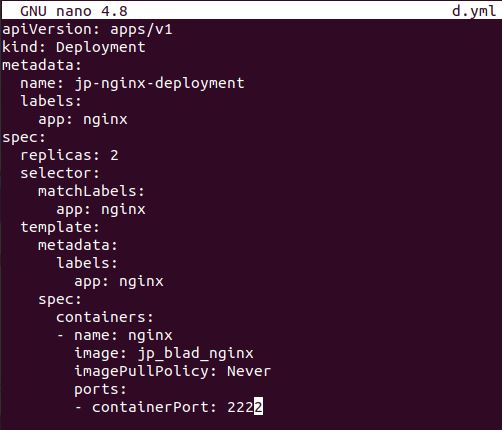 GNU nano 4.8 d.yml
apiVersion: apps/v1
kind: Deployment
metadata:
  name: jp-nginx-deployment
  labels:
    app: nginx
spec:
  replicas: 2
  selector:
    matchLabels:
      app: nginx
  template:
    metadata:
      labels:
        app: nginx
    spec:
      containers:
      - name: nginx
        image: jp_blad_nginx
        imagePullPolicy: Never
        ports:
        - containerPort: 2222